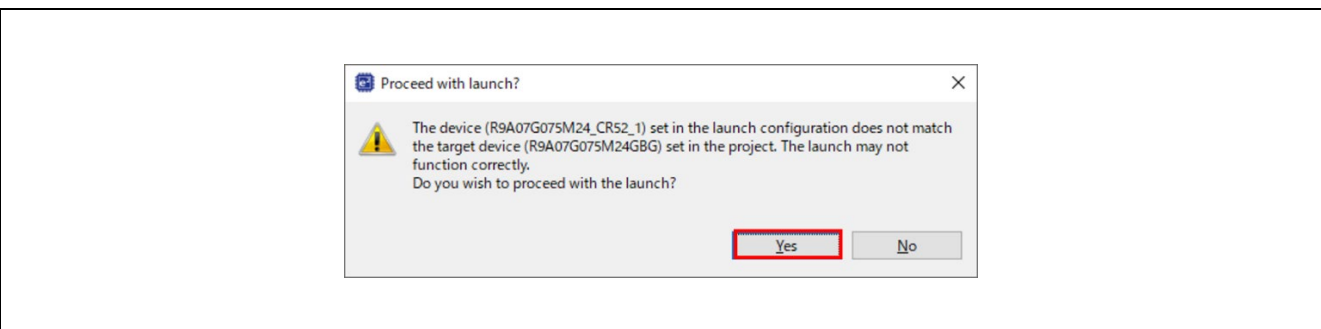 Proceed with launch?
The device (R9A07G075M24_CR52_1) set in the launch configuration does not match
the target device (R9A07G075M24GBG) set in the project. The launch may not
function correctly.
Do you wish to proceed with the launch?
Yes No